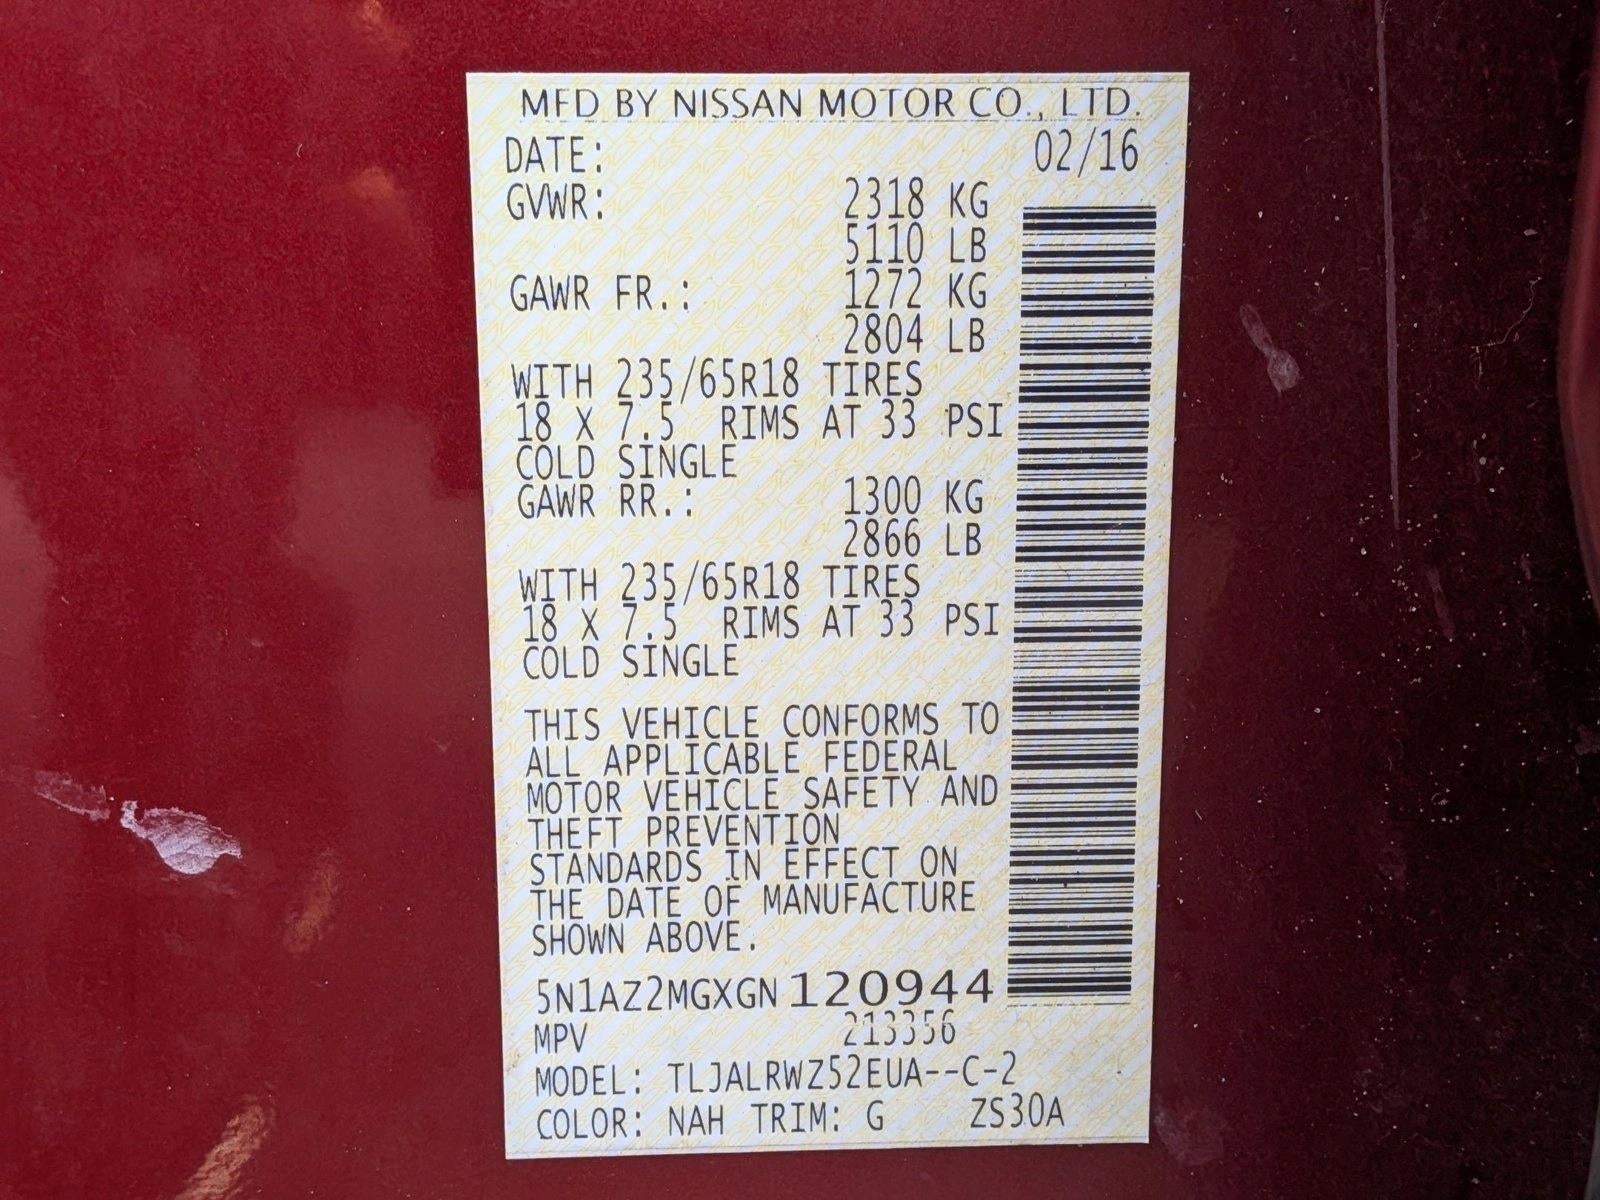 MFD BY NISSAN MOTOR CO., LTD.
DATE: 02/16
GVWR: 2318 KG
5110 LB
GAWR FR.: 1272 KG
2804 LB
WITH 235/65R18 TIRES
18 X 7.5 RIMS AT 33 PSI
COLD SINGLE
GAWR RR.: 1300 KG
2866 LB
WITH 235/65R18 TIRES
18 X 7.5 RIMS AT 33 PSI
COLD SINGLE
THIS VEHICLE CONFORMS TO
ALL APPLICABLE FEDERAL
MOTOR VEHICLE SAFETY AND
THEFT PREVENTION
STANDARDS IN EFFECT ON
THE DATE OF MANUFACTURE
SHOWN ABOVE.
5N1AZ2MGXGN120944
MPV 213356
MODEL: TLJALRWZ52EUA--C-2
COLOR: NAH TRIM: G ZS30A